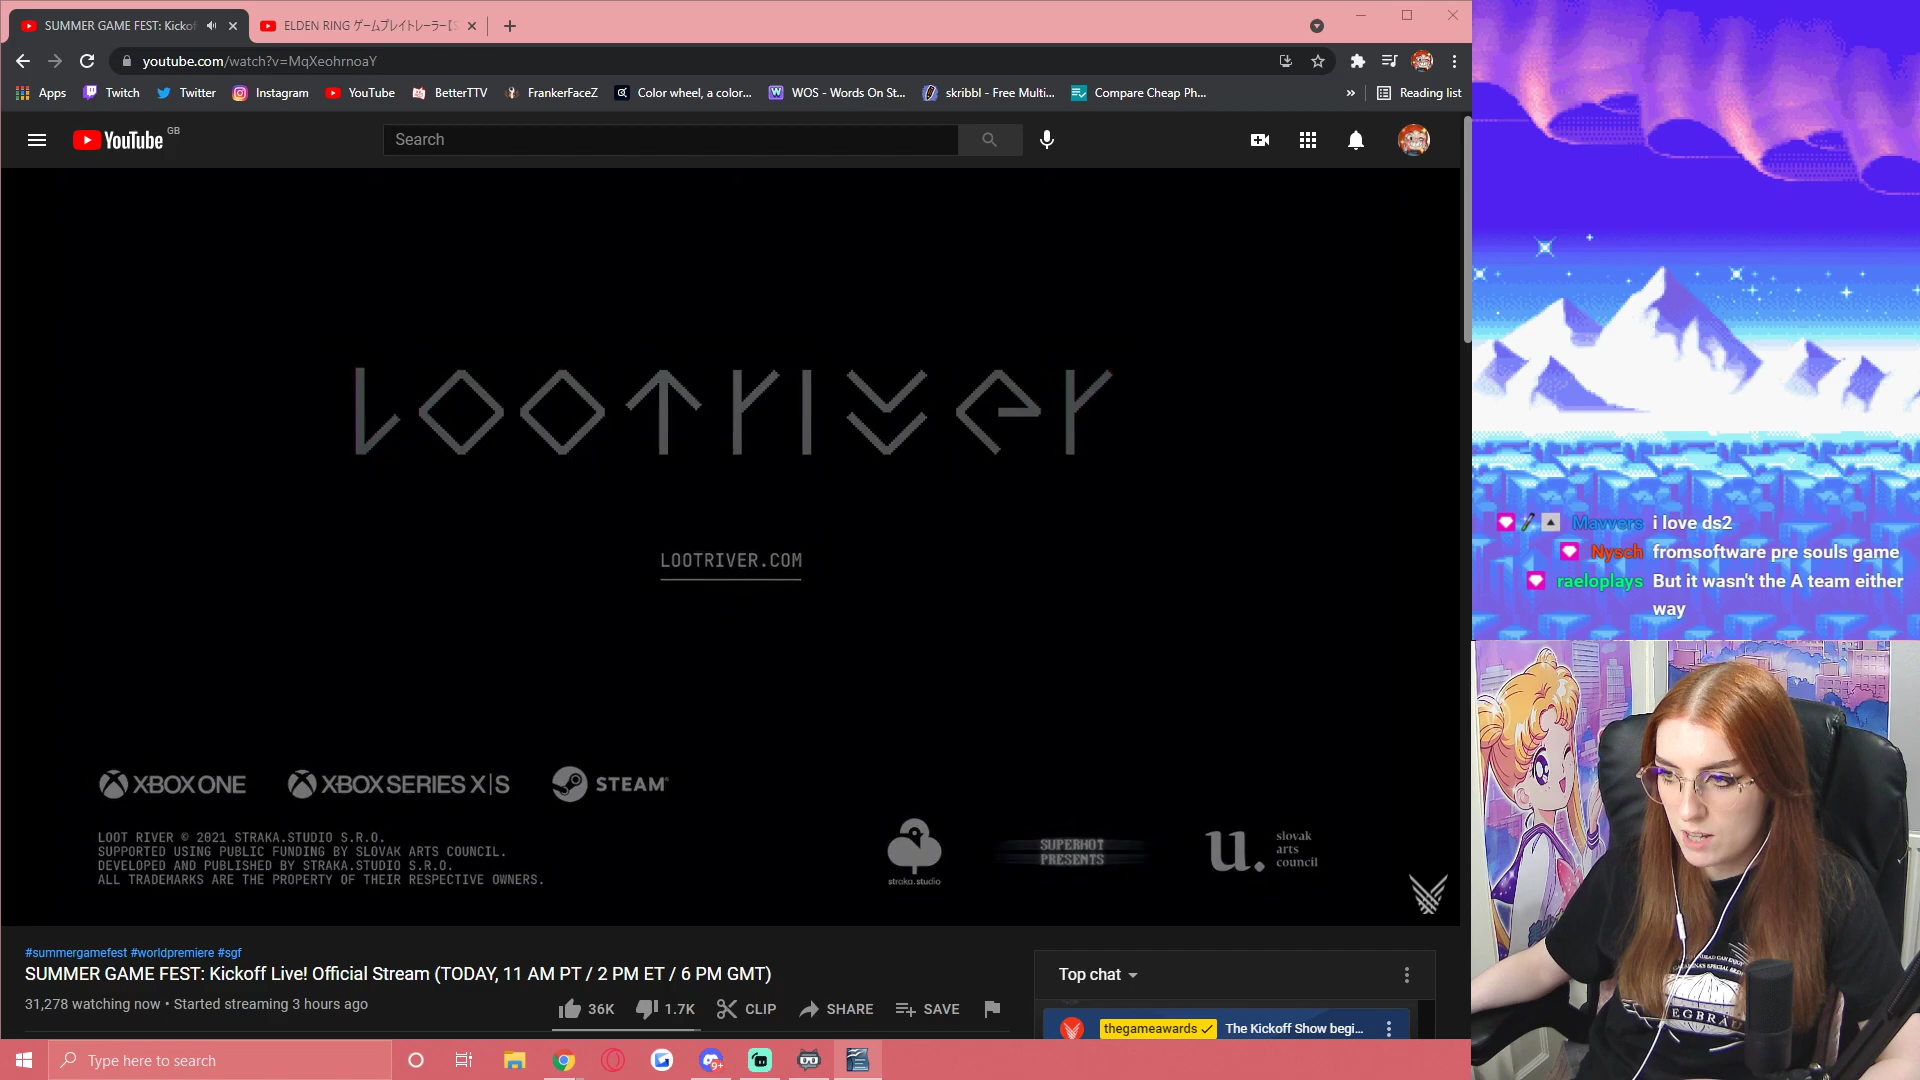 SUMMER GAME FEST: Kickof
ELDEN RING ゲームプレイトレーラー【S
youtube.com/watch?v=MqXeohrnoaY
Apps
Twitch
Twitter
Instagram
YouTube
BetterTTV
FrankerFaceZ
Color wheel, a color...
WOS - Words On St...
skribbl - Free Multi...
Compare Cheap Ph...
»
Reading list
YouTube GB
Search
LOOTRIVER
LOOTRIVER.COM
XBOX ONE
XBOX SERIES X|S
STEAM
LOOT RIVER © 2021 STRAKA.STUDIO S.R.O.
SUPPORTED USING PUBLIC FUNDING BY SLOVAK ARTS COUNCIL.
DEVELOPED AND PUBLISHED BY STRAKA.STUDIO S.R.O.
ALL TRADEMARKS ARE THE PROPERTY OF THEIR RESPECTIVE OWNERS.
straka.studio
SUPERHOT
PRESENTS
u.
slovak
arts
council
#summergamefest #worldpremiere #sgf
SUMMER GAME FEST: Kickoff Live! Official Stream (TODAY, 11 AM PT / 2 PM ET / 6 PM GMT)
31,278 watching now • Started streaming 3 hours ago
36K
1.7K
CLIP
SHARE
SAVE
Top chat
thegameawards The Kickoff Show begi...
Type here to search
9+
Mavvers i love ds2
Nysch fromsoftware pre souls game
raeloplays But it wasn't the A team either
way